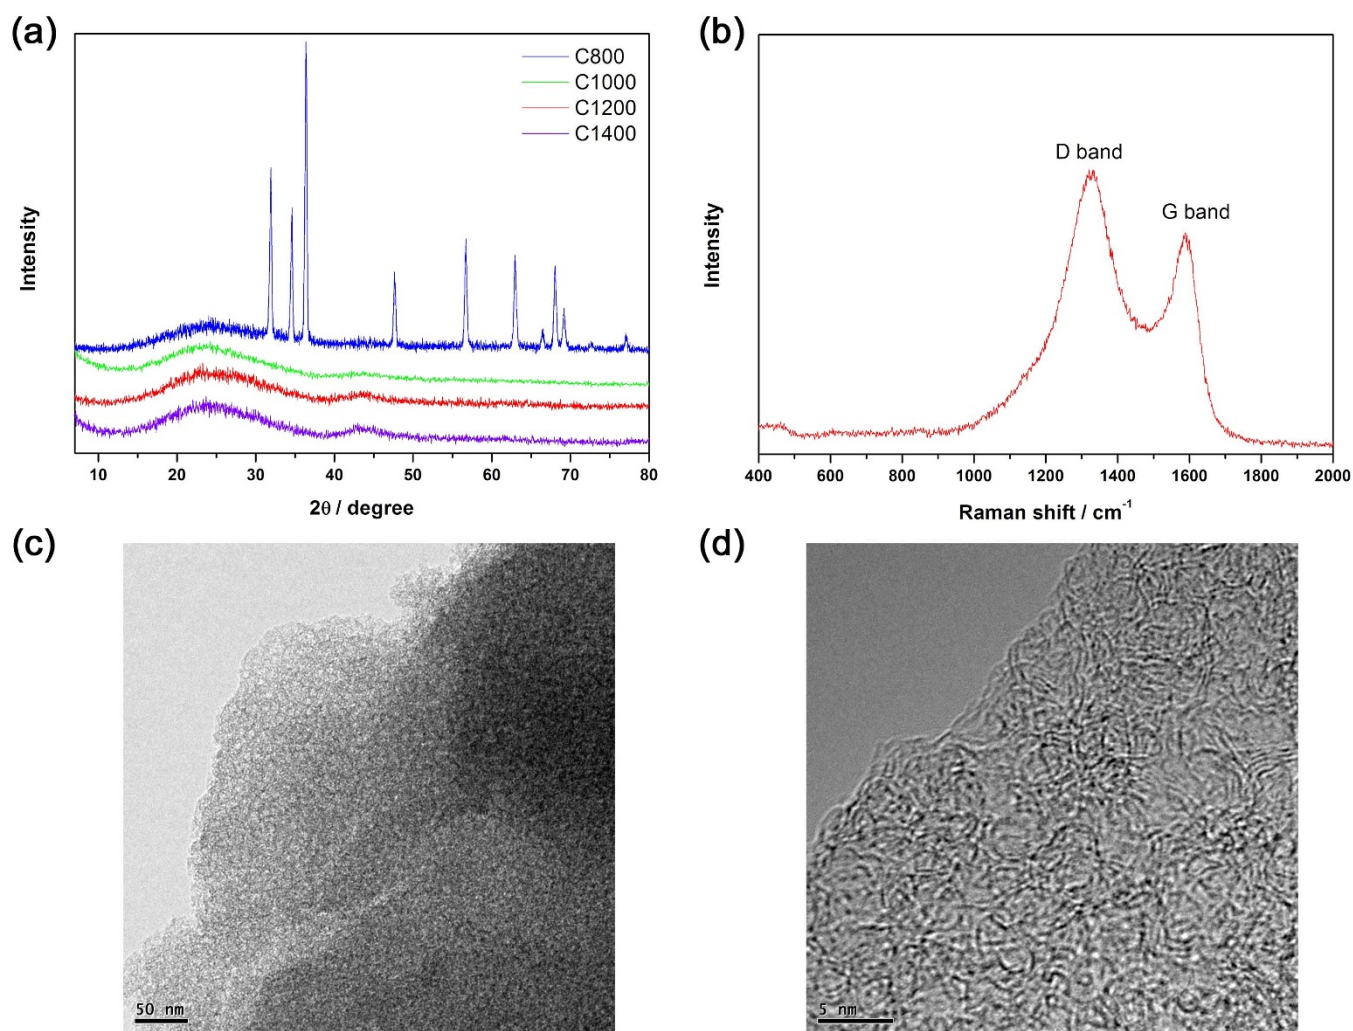 (a)
C800
C1000
C1200
C1400
Intensity
10 20 30 40 50 60 70 80
2θ / degree
(b)
D band
G band
Intensity
400 600 800 1000 1200 1400 1600 1800 2000
Raman shift / cm⁻¹
(c)
50 nm
(d)
5 nm